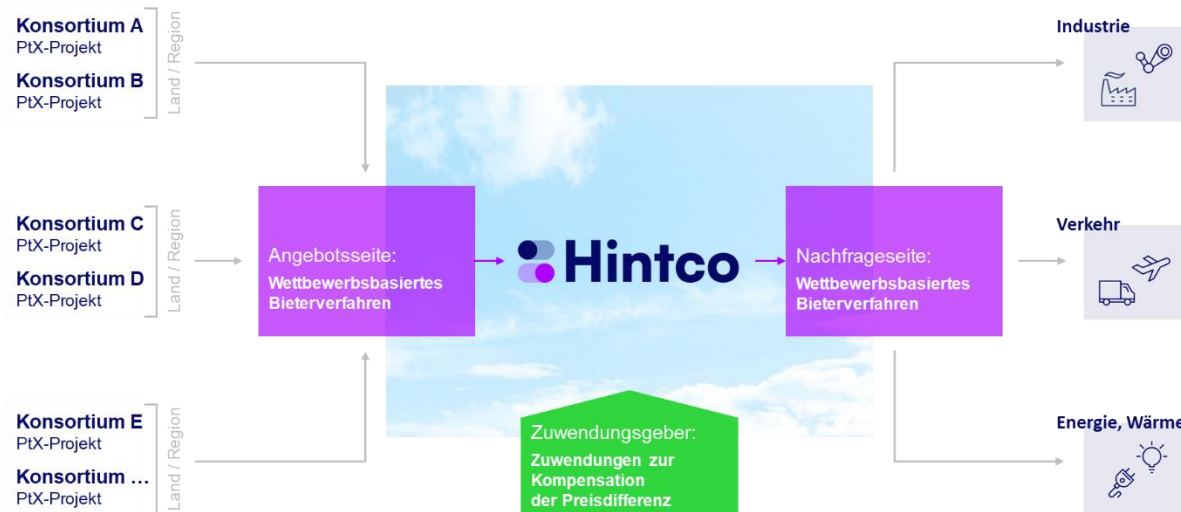 Konsortium A
PtX-Projekt
Konsortium B
PtX-Projekt
Land / Region
Konsortium C
PtX-Projekt
Konsortium D
PtX-Projekt
Land / Region
Konsortium E
PtX-Projekt
Konsortium ...
PtX-Projekt
Land / Region
Angebotsseite:
Wettbewerbsbasiertes
Bieterverfahren
Hintco
Nachfrageseite:
Wettbewerbsbasiertes
Bieterverfahren
Zuwendungsgeber:
Zuwendungen zur
Kompensation
der Preisdifferenz
Industrie
Verkehr
Energie, Wärme